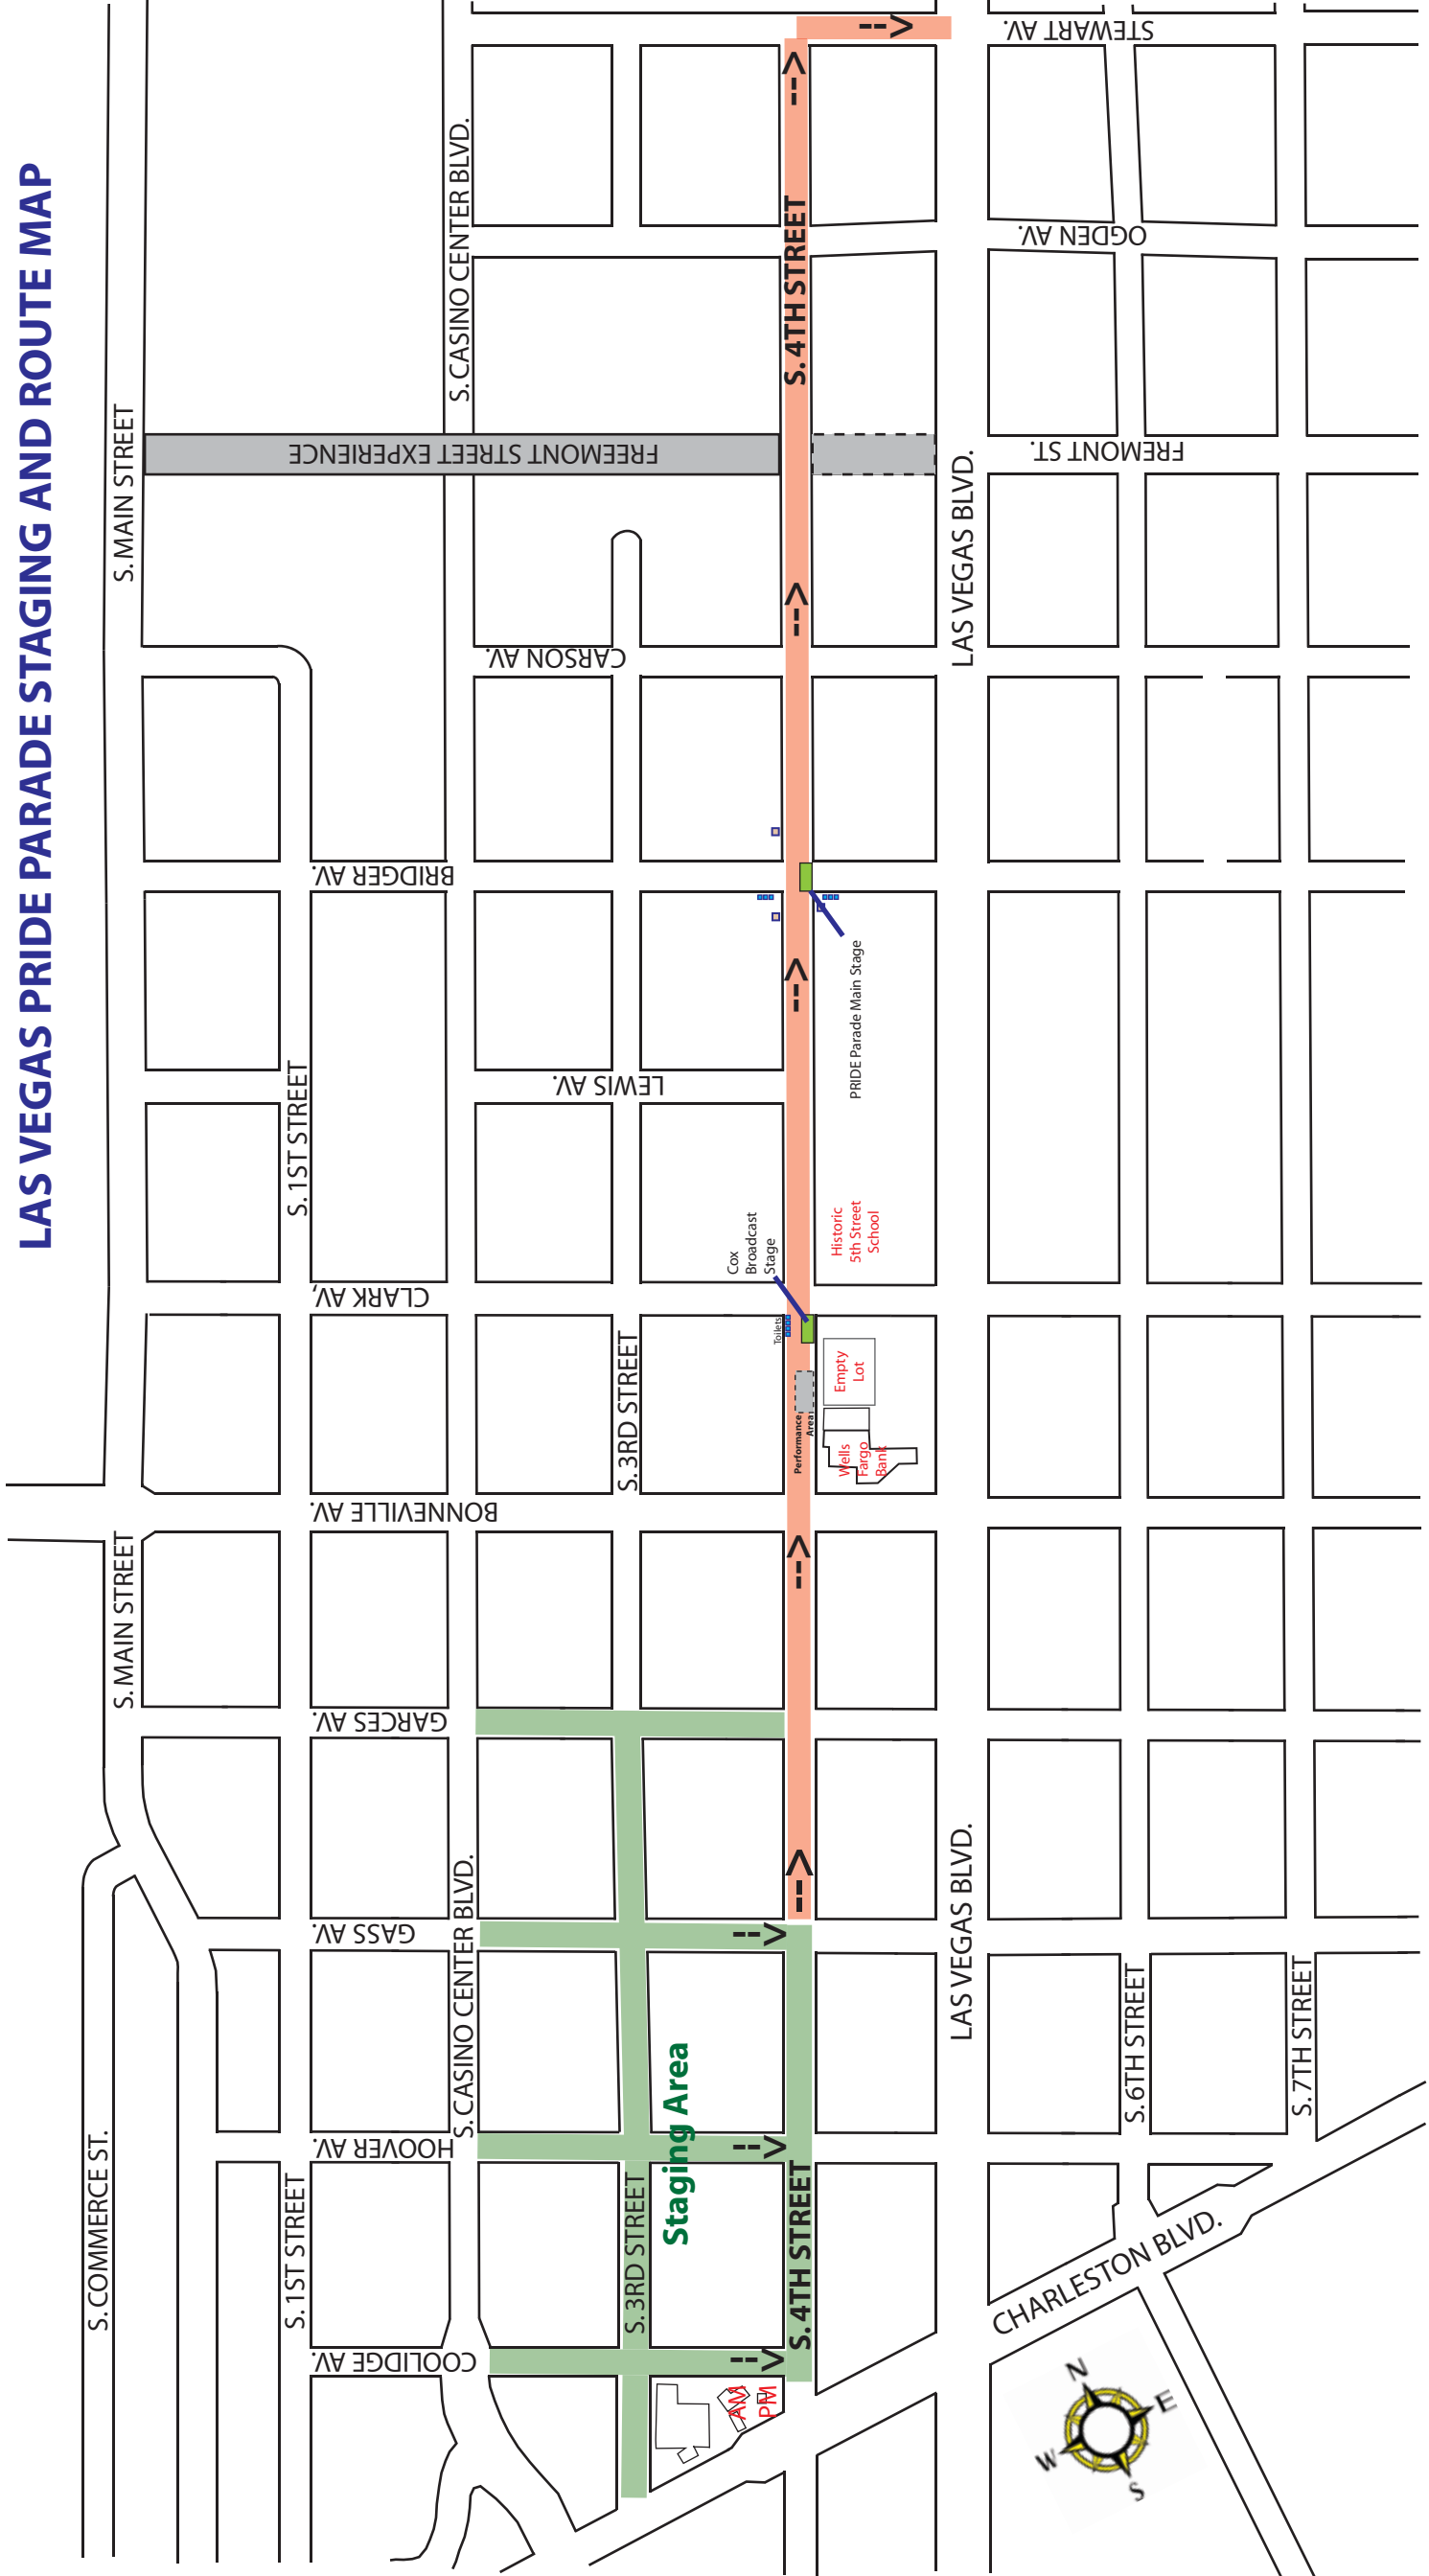 LAS VEGAS PRIDE PARADE STAGING AND ROUTE MAP
-->
STEWART AV.
-->
S. CASINO CENTER BLVD.
S. 4TH STREET
OGDEN AV.
S. MAIN STREET
FREEMONT STREET EXPERIENCE
FREMONT ST.
LAS VEGAS BLVD.
-->
CARSON AV.
BRIDGER AV.
-->
PRIDE Parade Main Stage
LEWIS AV.
S. 1ST STREET
Cox
Broadcast
Stage
Historic
5th Street
School
CLARK AV,
Toilets
S. 3RD STREET
Empty
Lot
Performance
Area
Wells
Fargo
Bank
BONNEVILLE AV.
S. MAIN STREET
-->
GARCES AV.
-->
LAS VEGAS BLVD.
GASS AV.
-->
S. CASINO CENTER BLVD.
S. 6TH STREET
S. 7TH STREET
Staging Area
HOOVER AV.
-->
S. COMMERCE ST.
S. 1ST STREET
S. 3RD STREET
S. 4TH STREET
CHARLESTON BLVD.
COOLIDGE AV.
-->
AM
PM
N
E
W
S